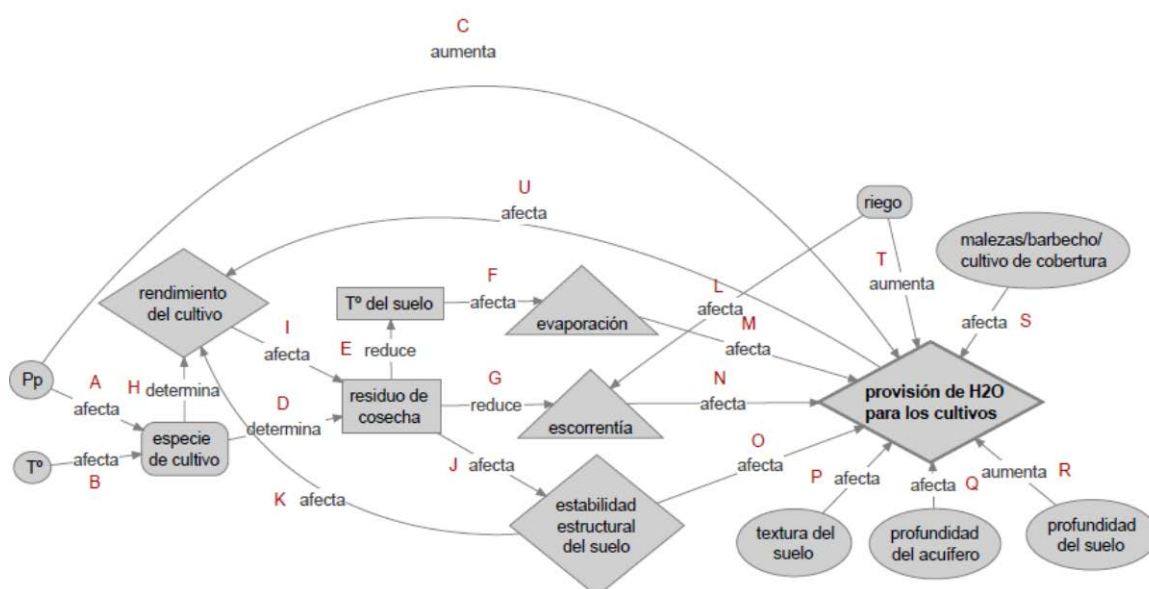 C
aumenta
U
afecta
riego
malezas/barbecho/
cultivo de cobertura
T
aumenta
rendimiento
del cultivo
F
afecta
Tº del suelo
L
afecta
evaporación
M
afecta
afecta S
I
afecta
E reduce
Pp
A
afecta
H determina
D
determina
residuo de
cosecha
G
reduce
N
afecta
escorrentía
provisión de H2O
para los cultivos
especie
de cultivo
Tº
afecta
B
J afecta
O
afecta
K afecta
P afecta
afecta Q
aumenta R
estabilidad
estructural
del suelo
textura del
suelo
profundidad
del acuífero
profundidad
del suelo